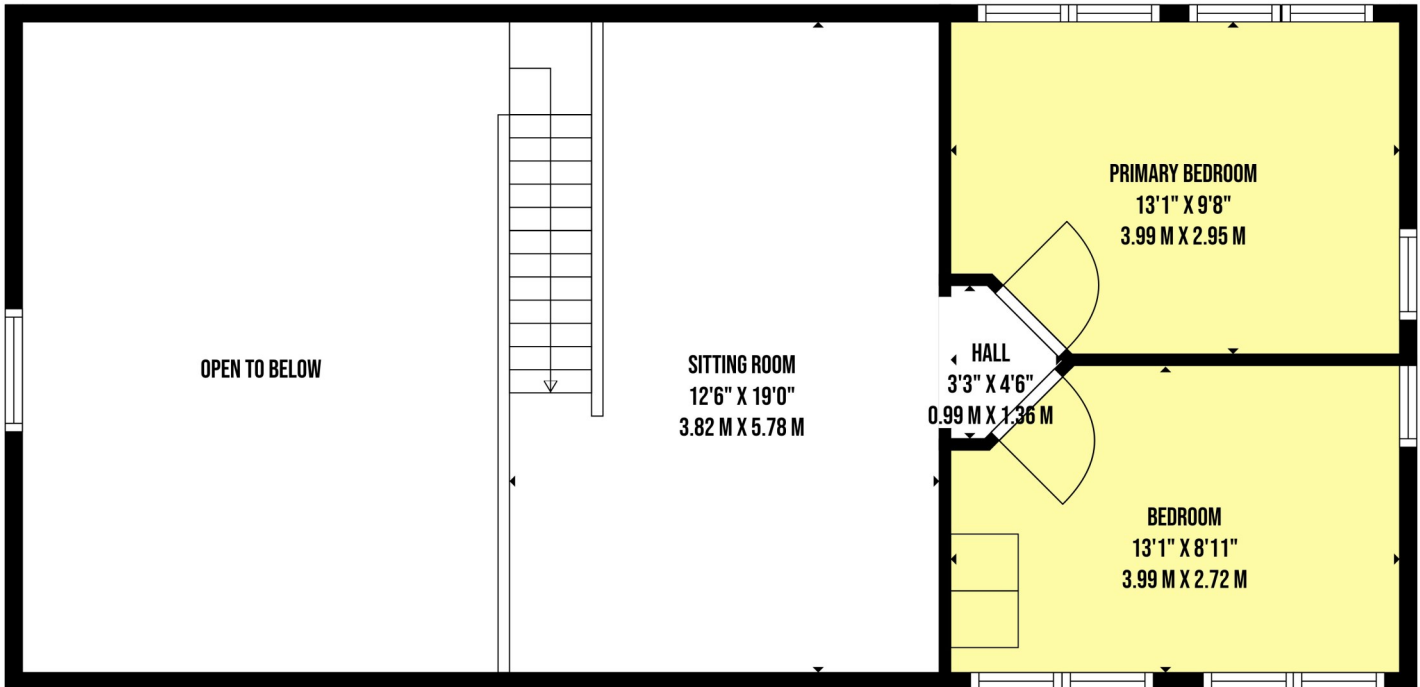 OPEN TO BELOW
SITTING ROOM
12'6" X 19'0"
3.82 M X 5.78 M
HALL
3'3" X 4'6"
0.99 M X 1.36 M
PRIMARY BEDROOM
13'1" X 9'8"
3.99 M X 2.95 M
BEDROOM
13'1" X 8'11"
3.99 M X 2.72 M